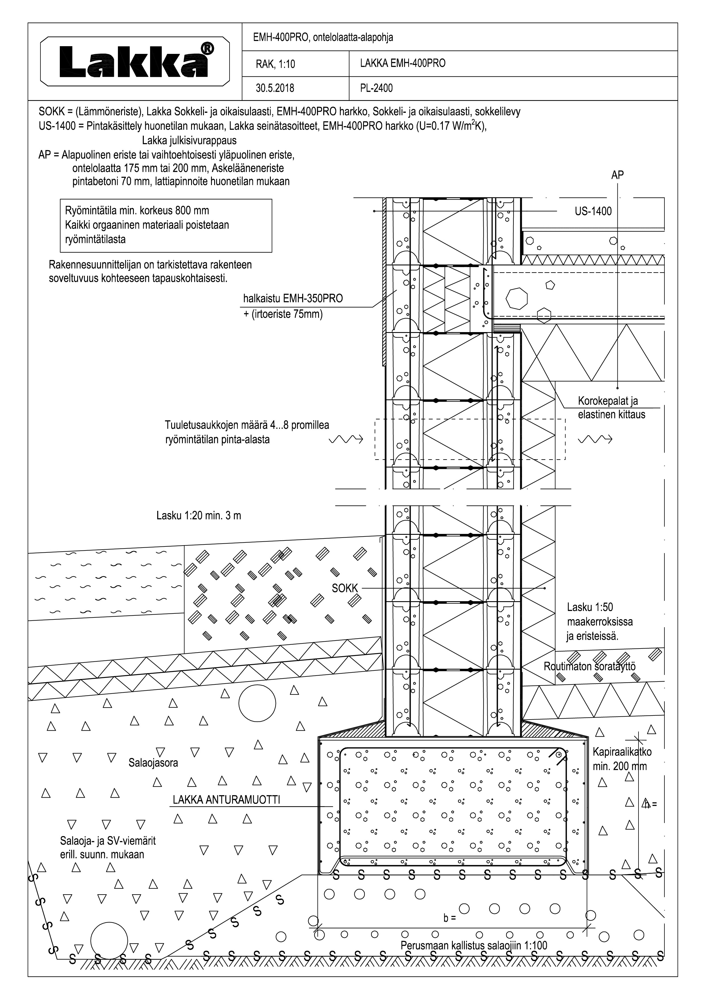 Lakka®
EMH-400PRO, ontelolaatta-alapohja
RAK, 1:10
LAKKA EMH-400PRO
30.5.2018
PL-2400
SOKK = (Lämmöneriste), Lakka Sokkeli- ja oikaisulaasti, EMH-400PRO harkko, Sokkeli- ja oikaisulaasti, sokkelilevy
US-1400 = Pintakäsittely huonetilan mukaan, Lakka seinätasoitteet, EMH-400PRO harkko (U=0.17 W/m²K),
Lakka julkisivurappaus
AP = Alapuolinen eriste tai vaihtoehtoisesti yläpuolinen eriste,
ontelolaatta 175 mm tai 200 mm, Askelääneneriste
pintabetoni 70 mm, lattiapinnoite huonetilan mukaan
AP
Ryömintätila min. korkeus 800 mm
Kaikki orgaaninen materiaali poistetaan
ryömintätilasta
US-1400
Rakennesuunnittelijan on tarkistettava rakenteen
soveltuvuus kohteeseen tapauskohtaisesti.
halkaistu EMH-350PRO
+ (irtoeriste 75mm)
Korokepalat ja
elastinen kittaus
Tuuletusaukkojen määrä 4...8 promillea
ryömintätilan pinta-alasta
Lasku 1:20 min. 3 m
SOKK
Lasku 1:50
maakerroksissa
ja eristeissä.
Routimaton soratäyttö
Kapiraalikatko
min. 200 mm
Salaojasora
LAKKA ANTURAMUOTTI
h =
Salaoja- ja SV-viemärit
erill. suunn. mukaan
S S S S S S S S S S S S S S
S S S S S S S S S
b =
Perusmaan kallistus salaojiin 1:100
S S S S S S S S S S S S S S S S S S S S S S S